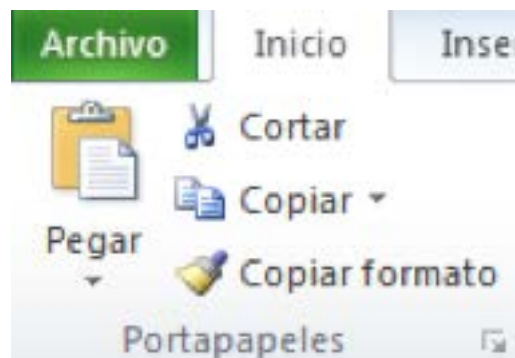 Archivo Inicio Inse
Cortar
Copiar
Pegar
Copiar formato
Portapapeles